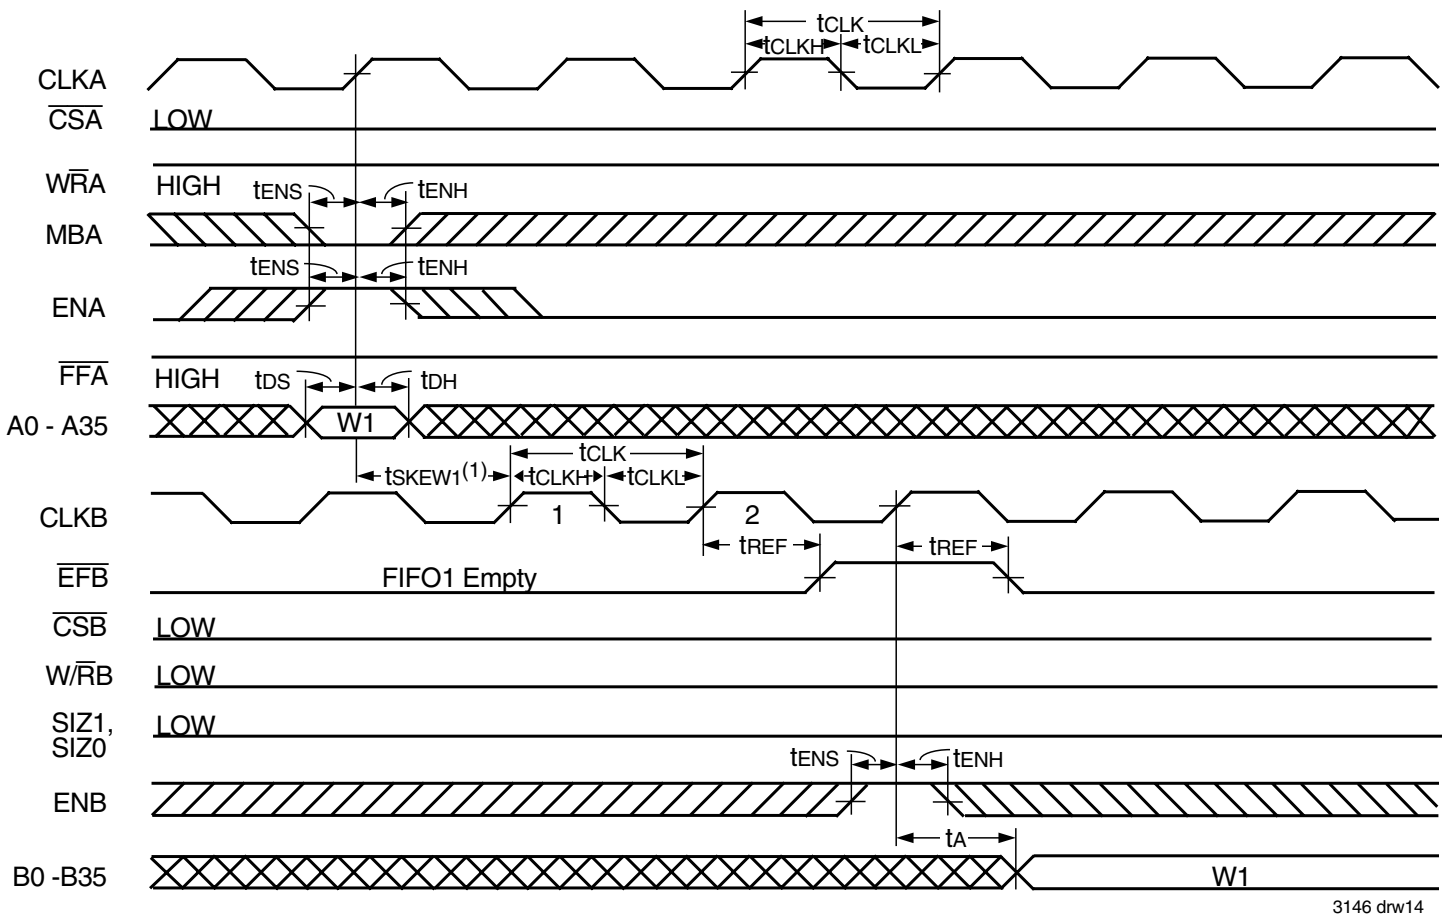 tCLK
tCLKH tCLKL
CLKA
CSA LOW
WRA HIGH tENS tENH
MBA
tENS tENH
ENA
FFA HIGH tDS tDH
A0 - A35 W1
tCLK
tSKEW1(1) tCLKH tCLKL
CLKB 1 2
tREF tREF
EFB FIFO1 Empty
CSB LOW
W/RB LOW
SIZ1, LOW
SIZ0
tENS tENH
ENB
tA
B0 -B35 W1
3146 drw14